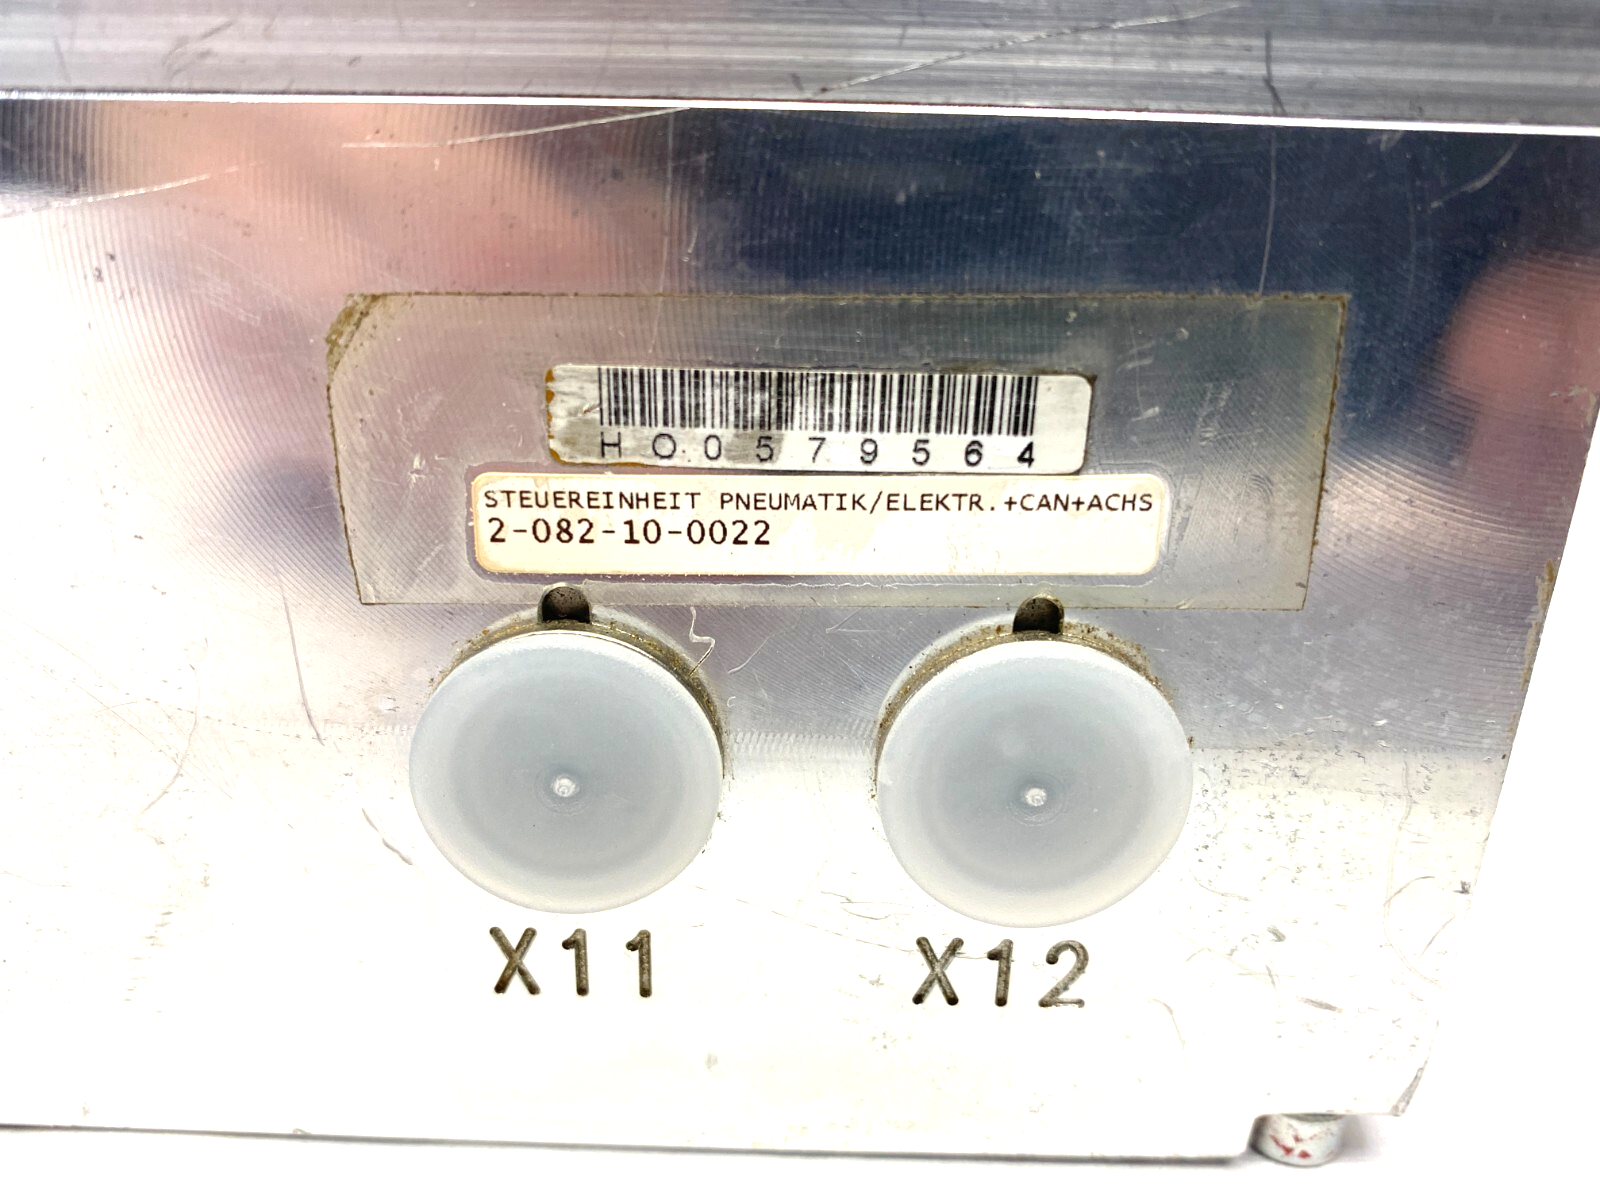 HO0579564
STEUEREINHEIT PNEUMATIK/ELEKTR.+CAN+ACHS
2-082-10-0022
X11 X12